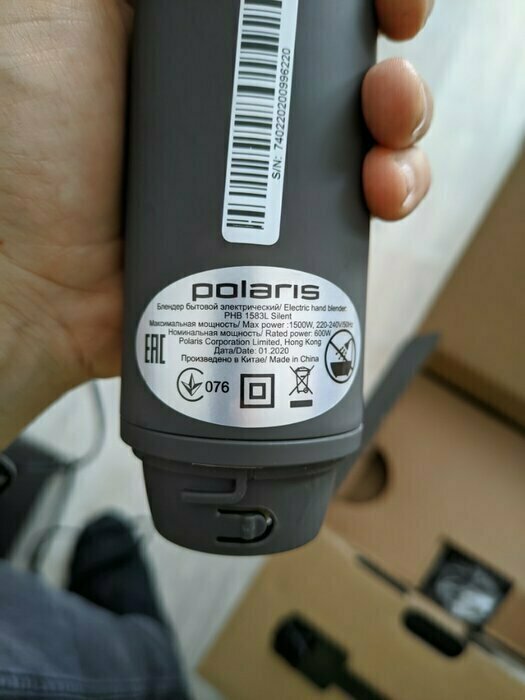 S/N: 7402202000996220
polaris
Блендер бытовой электрический/ Electric hand blender:
PHB 1583L Silent
Максимальная мощность/ Max power :1500W, 220-240V/50Hz
Номинальная мощность/ Rated power: 600W
Polaris Corporation Limited, Hong Kong
Дата/Date: 01.2020
Произведено в Китае/ Made in China
EAC
076